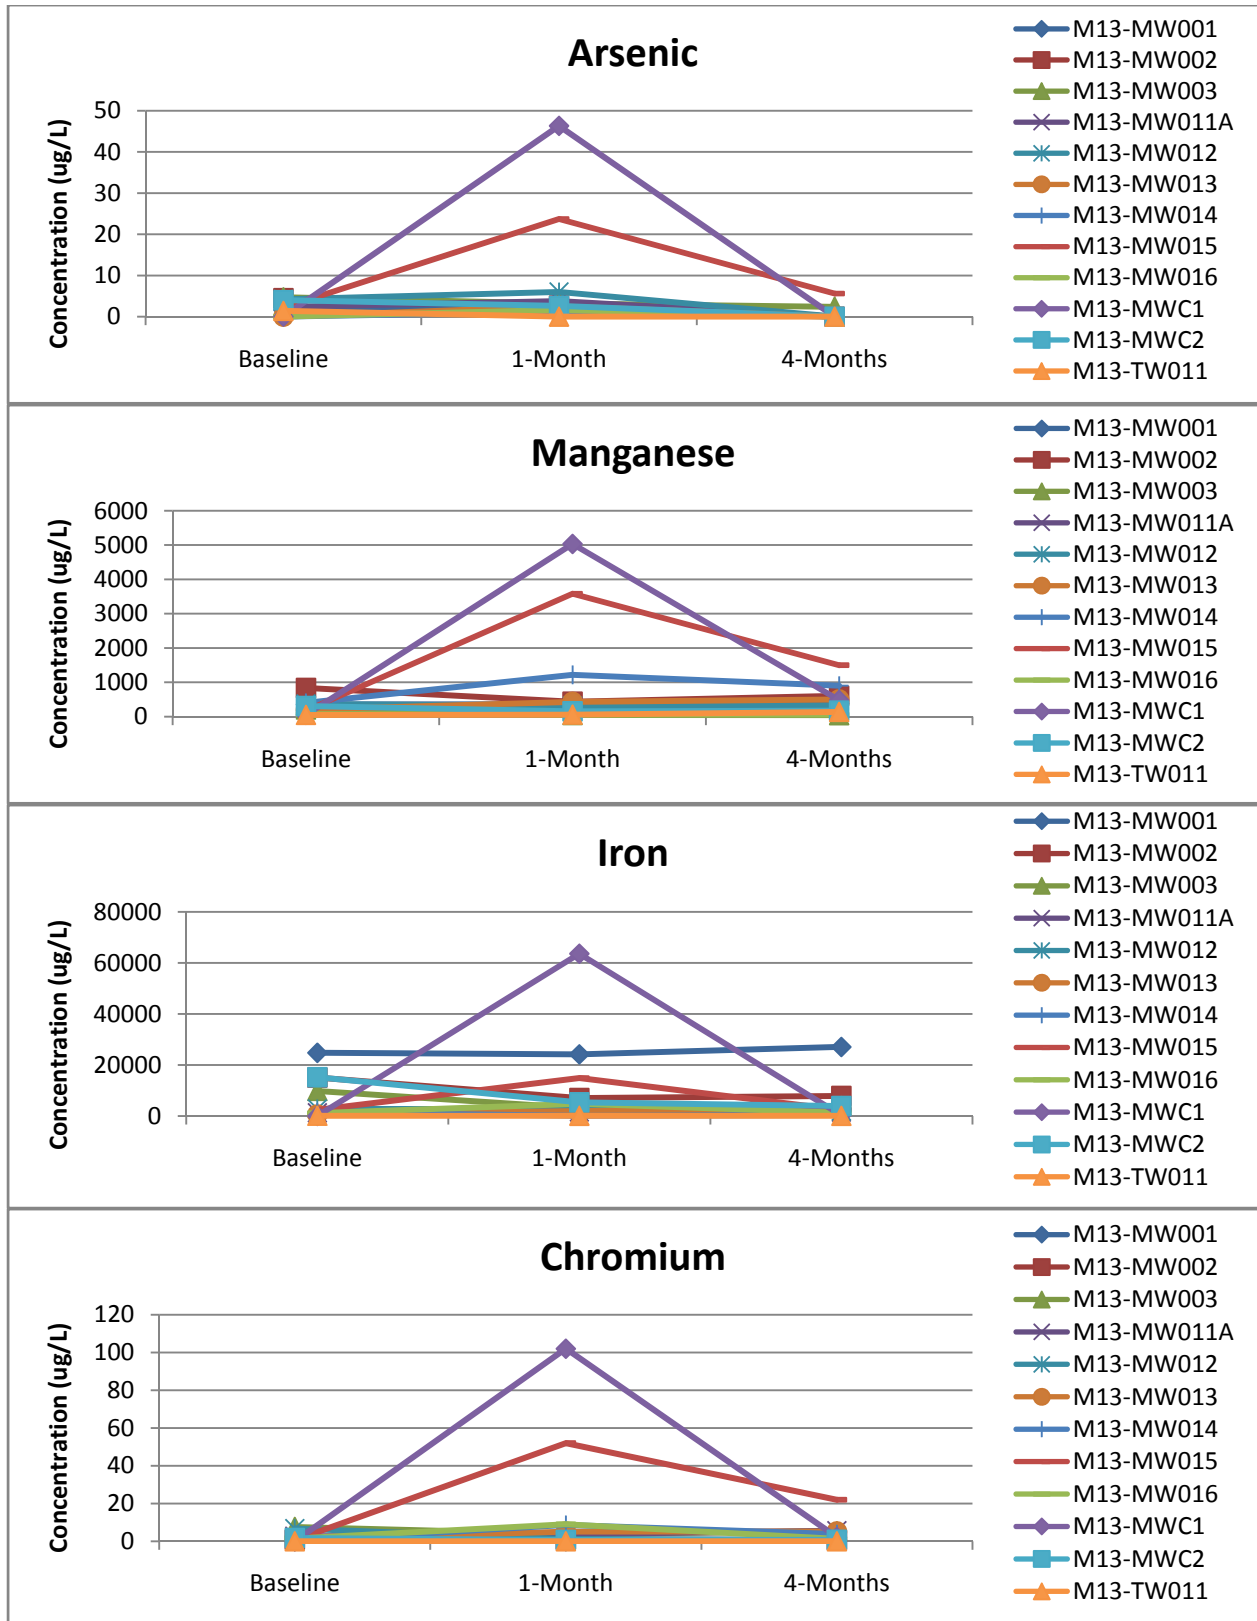 Arsenic
Concentration (ug/L)
50
40
30
20
10
0
Baseline 1-Month 4-Months
M13-MW001
M13-MW002
M13-MW003
M13-MW011A
M13-MW012
M13-MW013
M13-MW014
M13-MW015
M13-MW016
M13-MWC1
M13-MWC2
M13-TW011
Manganese
Concentration (ug/L)
6000
5000
4000
3000
2000
1000
0
Baseline 1-Month 4-Months
M13-MW001
M13-MW002
M13-MW003
M13-MW011A
M13-MW012
M13-MW013
M13-MW014
M13-MW015
M13-MW016
M13-MWC1
M13-MWC2
M13-TW011
Iron
Concentration (ug/L)
80000
60000
40000
20000
0
Baseline 1-Month 4-Months
M13-MW001
M13-MW002
M13-MW003
M13-MW011A
M13-MW012
M13-MW013
M13-MW014
M13-MW015
M13-MW016
M13-MWC1
M13-MWC2
M13-TW011
Chromium
Concentration (ug/L)
120
100
80
60
40
20
0
Baseline 1-Month 4-Months
M13-MW001
M13-MW002
M13-MW003
M13-MW011A
M13-MW012
M13-MW013
M13-MW014
M13-MW015
M13-MW016
M13-MWC1
M13-MWC2
M13-TW011